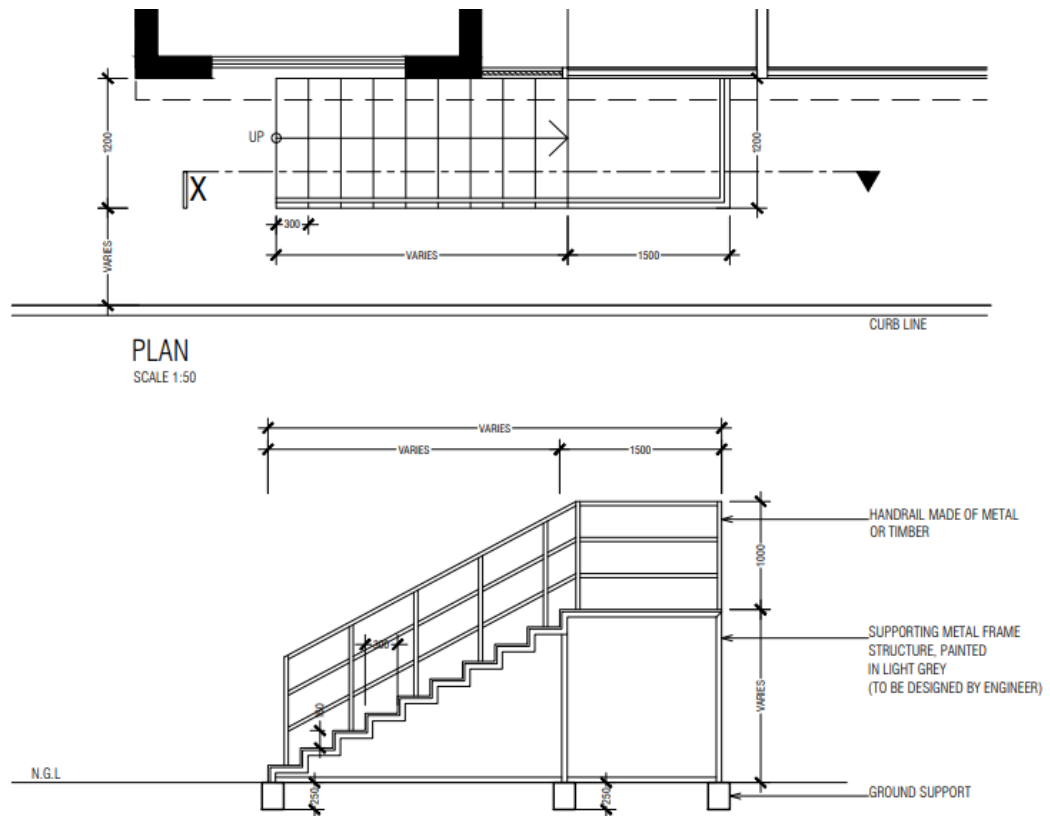 UP
1200
1200
X
300
VARIES
VARIES
1500
CURB LINE
PLAN
SCALE 1:50
VARIES
VARIES
1500
HANDRAIL MADE OF METAL
OR TIMBER
1000
300
SUPPORTING METAL FRAME
STRUCTURE, PAINTED
IN LIGHT GREY
(TO BE DESIGNED BY ENGINEER)
VARIES
N.G.L
250
250
GROUND SUPPORT